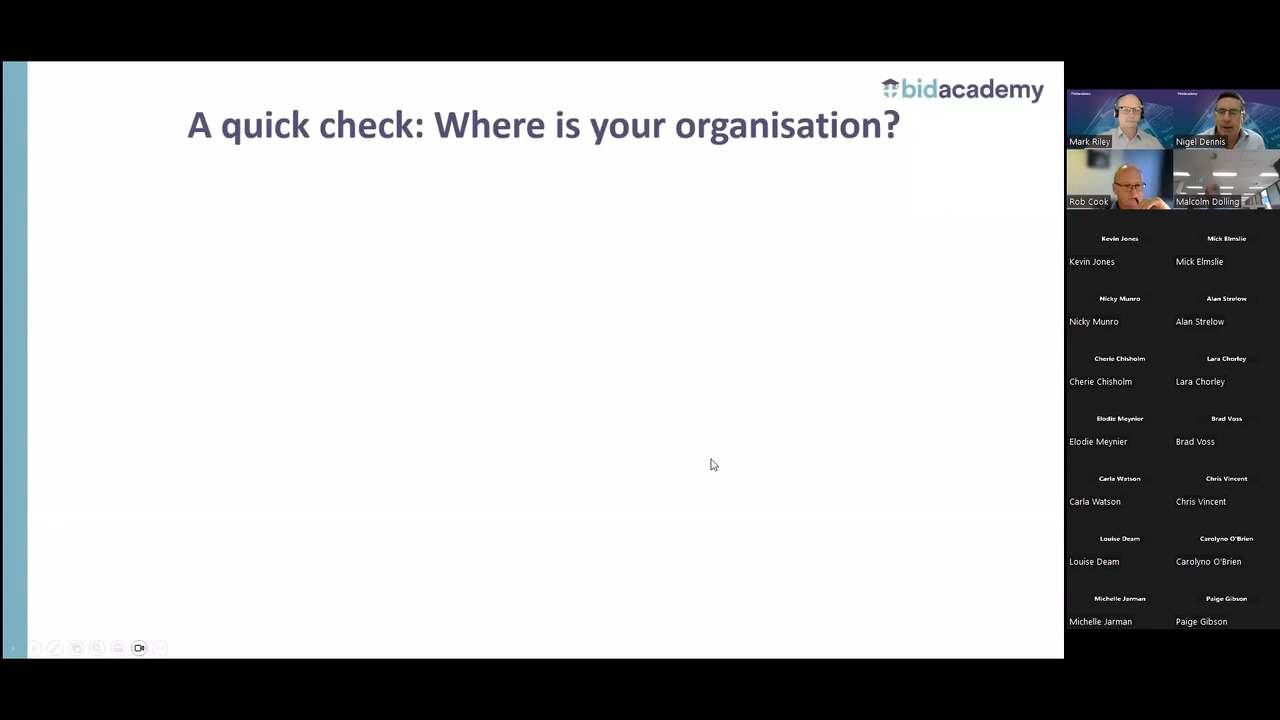 bidacademy
A quick check: Where is your organisation?
Mark Riley
Nigel Dennis
Rob Cook
Malcolm Dolling
Kevin Jones
Mick Elmslie
Kevin Jones
Mick Elmslie
Nicky Munro
Alan Strelow
Nicky Munro
Alan Strelow
Cherie Chisholm
Lara Chorley
Cherie Chisholm
Lara Chorley
Elodie Meynier
Brad Voss
Elodie Meynier
Brad Voss
Carla Watson
Chris Vincent
Carla Watson
Chris Vincent
Louise Deam
Carolyno O'Brien
Louise Deam
Carolyno O'Brien
Michelle Jarman
Paige Gibson
Michelle Jarman
Paige Gibson